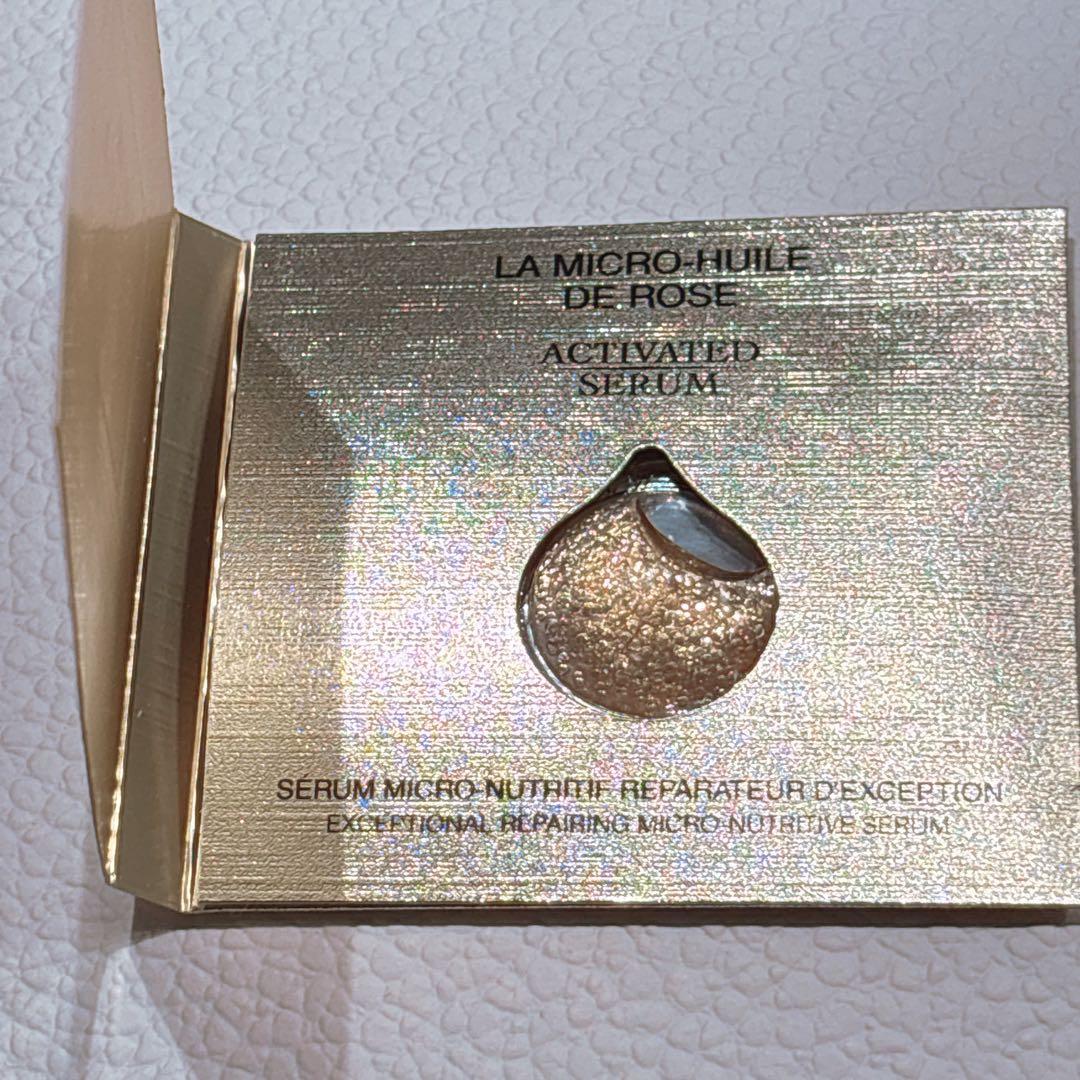 LA MICRO-HUILE
DE ROSE
ACTIVATED
SERUM
SÉRUM MICRO-NUTRITIF RÉPARATEUR D'EXCEPTION
EXCEPTIONAL REPAIRING MICRO-NUTRITIVE SERUM